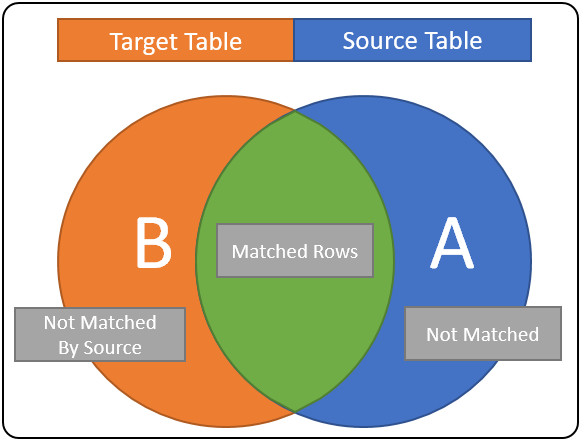 Target Table
Source Table
B
Matched Rows
A
Not Matched
By Source
Not Matched